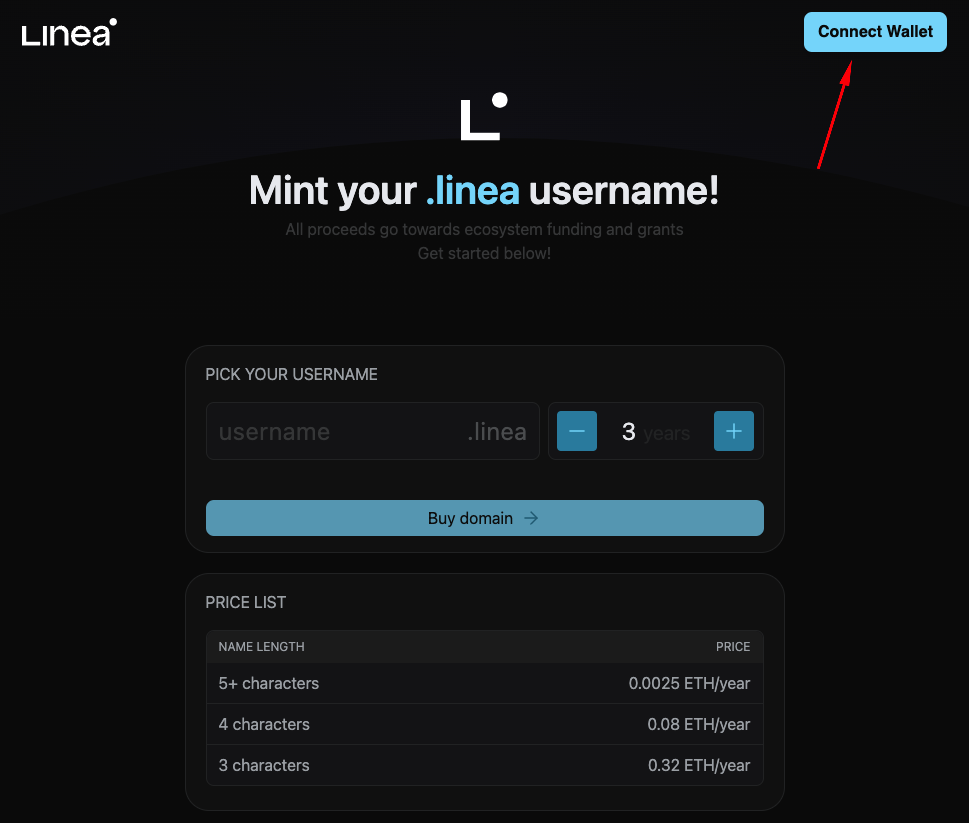 Linea
Connect Wallet
Mint your .linea username!
All proceeds go towards ecosystem funding and grants
Get started below!
PICK YOUR USERNAME
username .linea
3 years
Buy domain
PRICE LIST
NAME LENGTH PRICE
5+ characters 0.0025 ETH/year
4 characters 0.08 ETH/year
3 characters 0.32 ETH/year